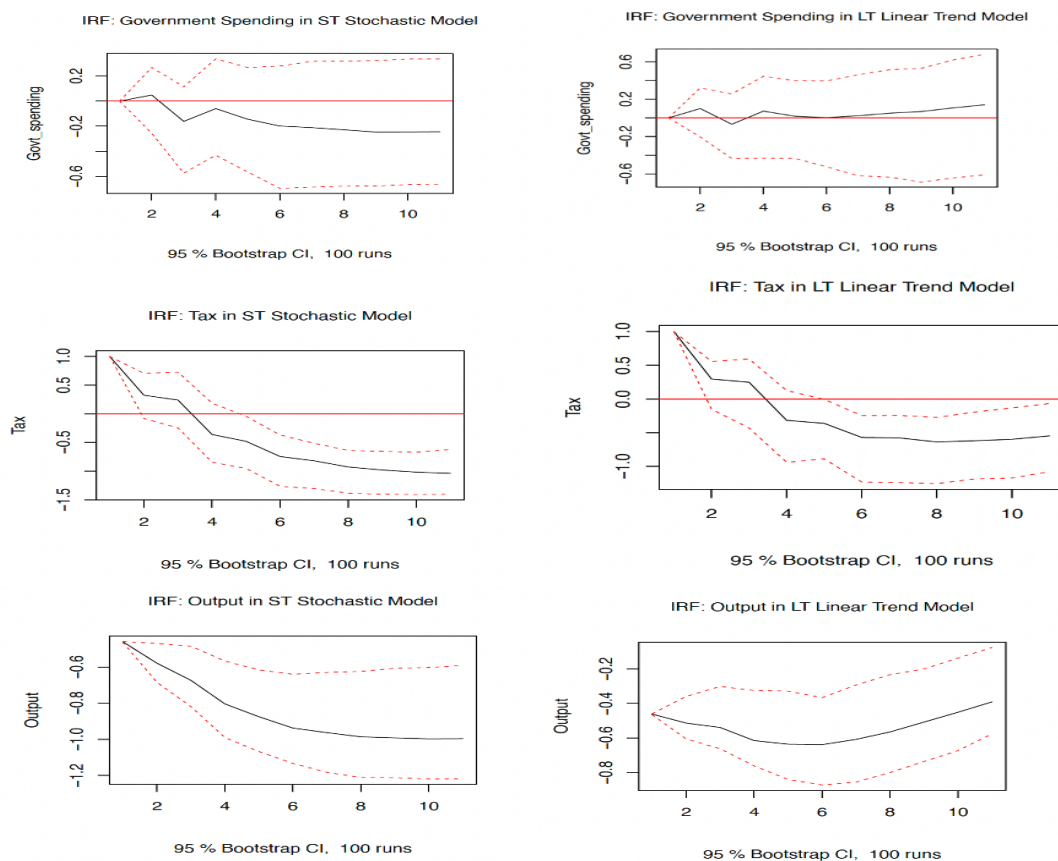 IRF: Government Spending in ST Stochastic Model
Govt_spending
0.2
−0.2
−0.6
2 4 6 8 10
95 % Bootstrap CI, 100 runs
IRF: Government Spending in LT Linear Trend Model
Govt_spending
0.6
0.2
−0.2
−0.6
2 4 6 8 10
95 % Bootstrap CI, 100 runs
IRF: Tax in ST Stochastic Model
Tax
1.0
0.5
−0.5
−1.5
2 4 6 8 10
95 % Bootstrap CI, 100 runs
IRF: Tax in LT Linear Trend Model
Tax
1.0
0.5
0.0
−1.0
2 4 6 8 10
95 % Bootstrap CI, 100 runs
IRF: Output in ST Stochastic Model
Output
−0.6
−0.8
−1.0
−1.2
2 4 6 8 10
95 % Bootstrap CI, 100 runs
IRF: Output in LT Linear Trend Model
Output
−0.2
−0.4
−0.6
−0.8
2 4 6 8 10
95 % Bootstrap CI, 100 runs